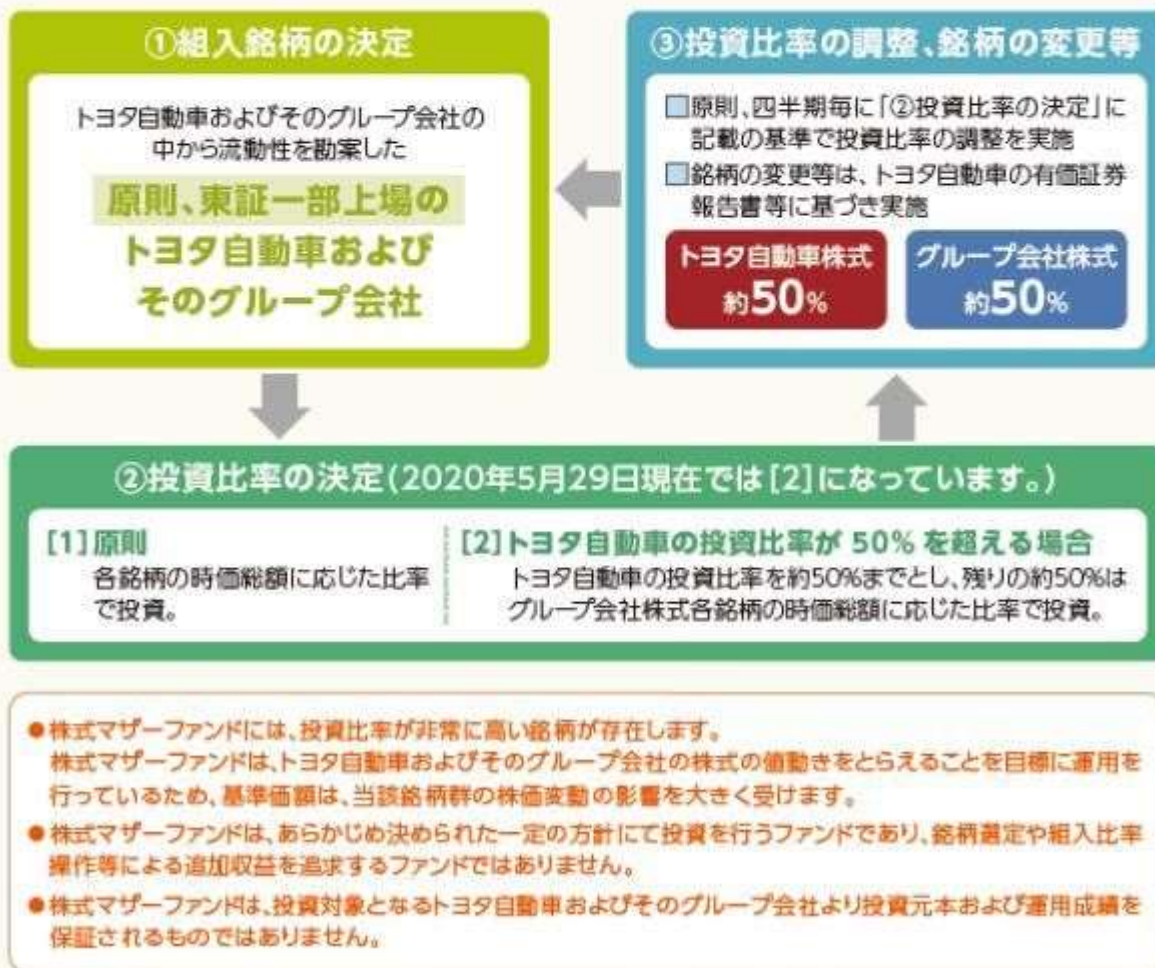 ①組入銘柄の決定
トヨタ自動車およびそのグループ会社の
中から流動性を勘案した
原則、東証一部上場の
トヨタ自動車および
そのグループ会社
③投資比率の調整、銘柄の変更等
原則、四半期毎に「②投資比率の決定」に
記載の基準で投資比率の調整を実施
銘柄の変更等は、トヨタ自動車の有価証券
報告書等に基づき実施
トヨタ自動車株式
約50%
グループ会社株式
約50%
②投資比率の決定(2020年5月29日現在では[2]になっています。)
[1]原則
各銘柄の時価総額に応じた比率
で投資。
[2]トヨタ自動車の投資比率が 50% を超える場合
トヨタ自動車の投資比率を約50%までとし、残りの約50%は
グループ会社株式各銘柄の時価総額に応じた比率で投資。
●株式マザーファンドには、投資比率が非常に高い銘柄が存在します。
株式マザーファンドは、トヨタ自動車およびそのグループ会社の株式の値動きをとらえることを目標に運用を
行っているため、基準価額は、当該銘柄群の株価変動の影響を大きく受けます。
●株式マザーファンドは、あらかじめ決められた一定の方針にて投資を行うファンドであり、銘柄選定や組入比率
操作等による追加収益を追求するファンドではありません。
●株式マザーファンドは、投資対象となるトヨタ自動車およびそのグループ会社より投資元本および運用成績を
保証されるものではありません。